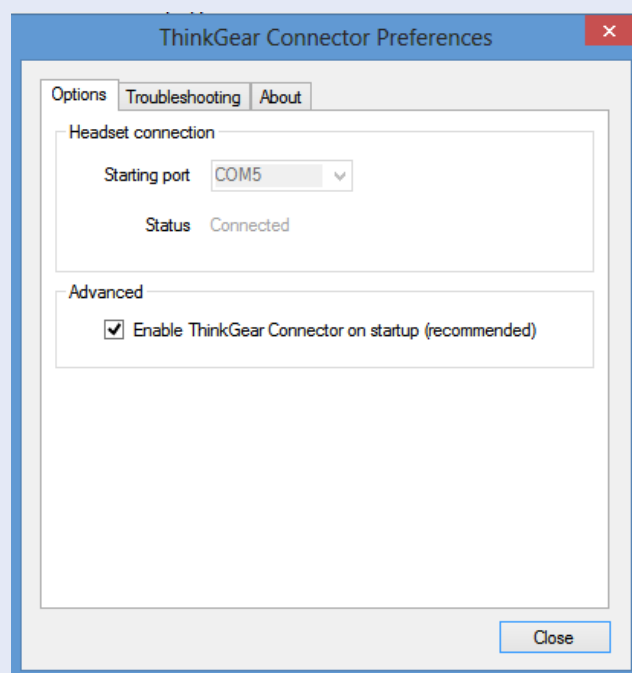 ThinkGear Connector Preferences
Options Troubleshooting About
Headset connection
Starting port COM5
Status Connected
Advanced
Enable ThinkGear Connector on startup (recommended)
Close